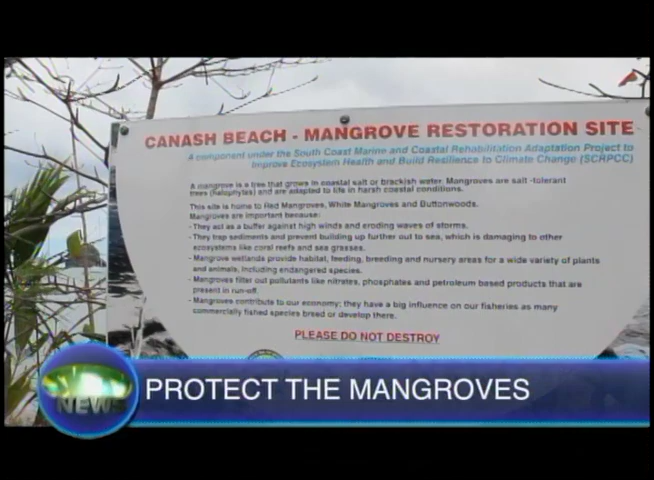 CANASH BEACH - MANGROVE RESTORATION SITE
A component under the South Coast Marine and Coastal Rehabilitation Adaptation Project to
Improve Ecosystem Health and Build Resilience to Climate Change (SCRPCC)
A mangrove is a tree that grows in coastal salt or brackish water. Mangroves are salt -tolerant
trees (halophytes) and are adapted to life in harsh coastal conditions.
This site is home to Red Mangroves, White Mangroves and Buttonwoods.
Mangroves are important because:
- They act as a buffer against high winds and eroding waves of storms.
- They trap sediments and prevent building up further out to sea, which is damaging to other
ecosystems like coral reefs and sea grasses.
- Mangrove wetlands provide habitat, feeding, breeding and nursery areas for a wide variety of plants
and animals, including endangered species.
- Mangroves filter out pollutants like nitrates, phosphates and petroleum based products that are
present in run-off.
- Mangroves contribute to our economy; they have a big influence on our fisheries as many
commercially fished species breed or develop there.
PLEASE DO NOT DESTROY
NEWS
PROTECT THE MANGROVES